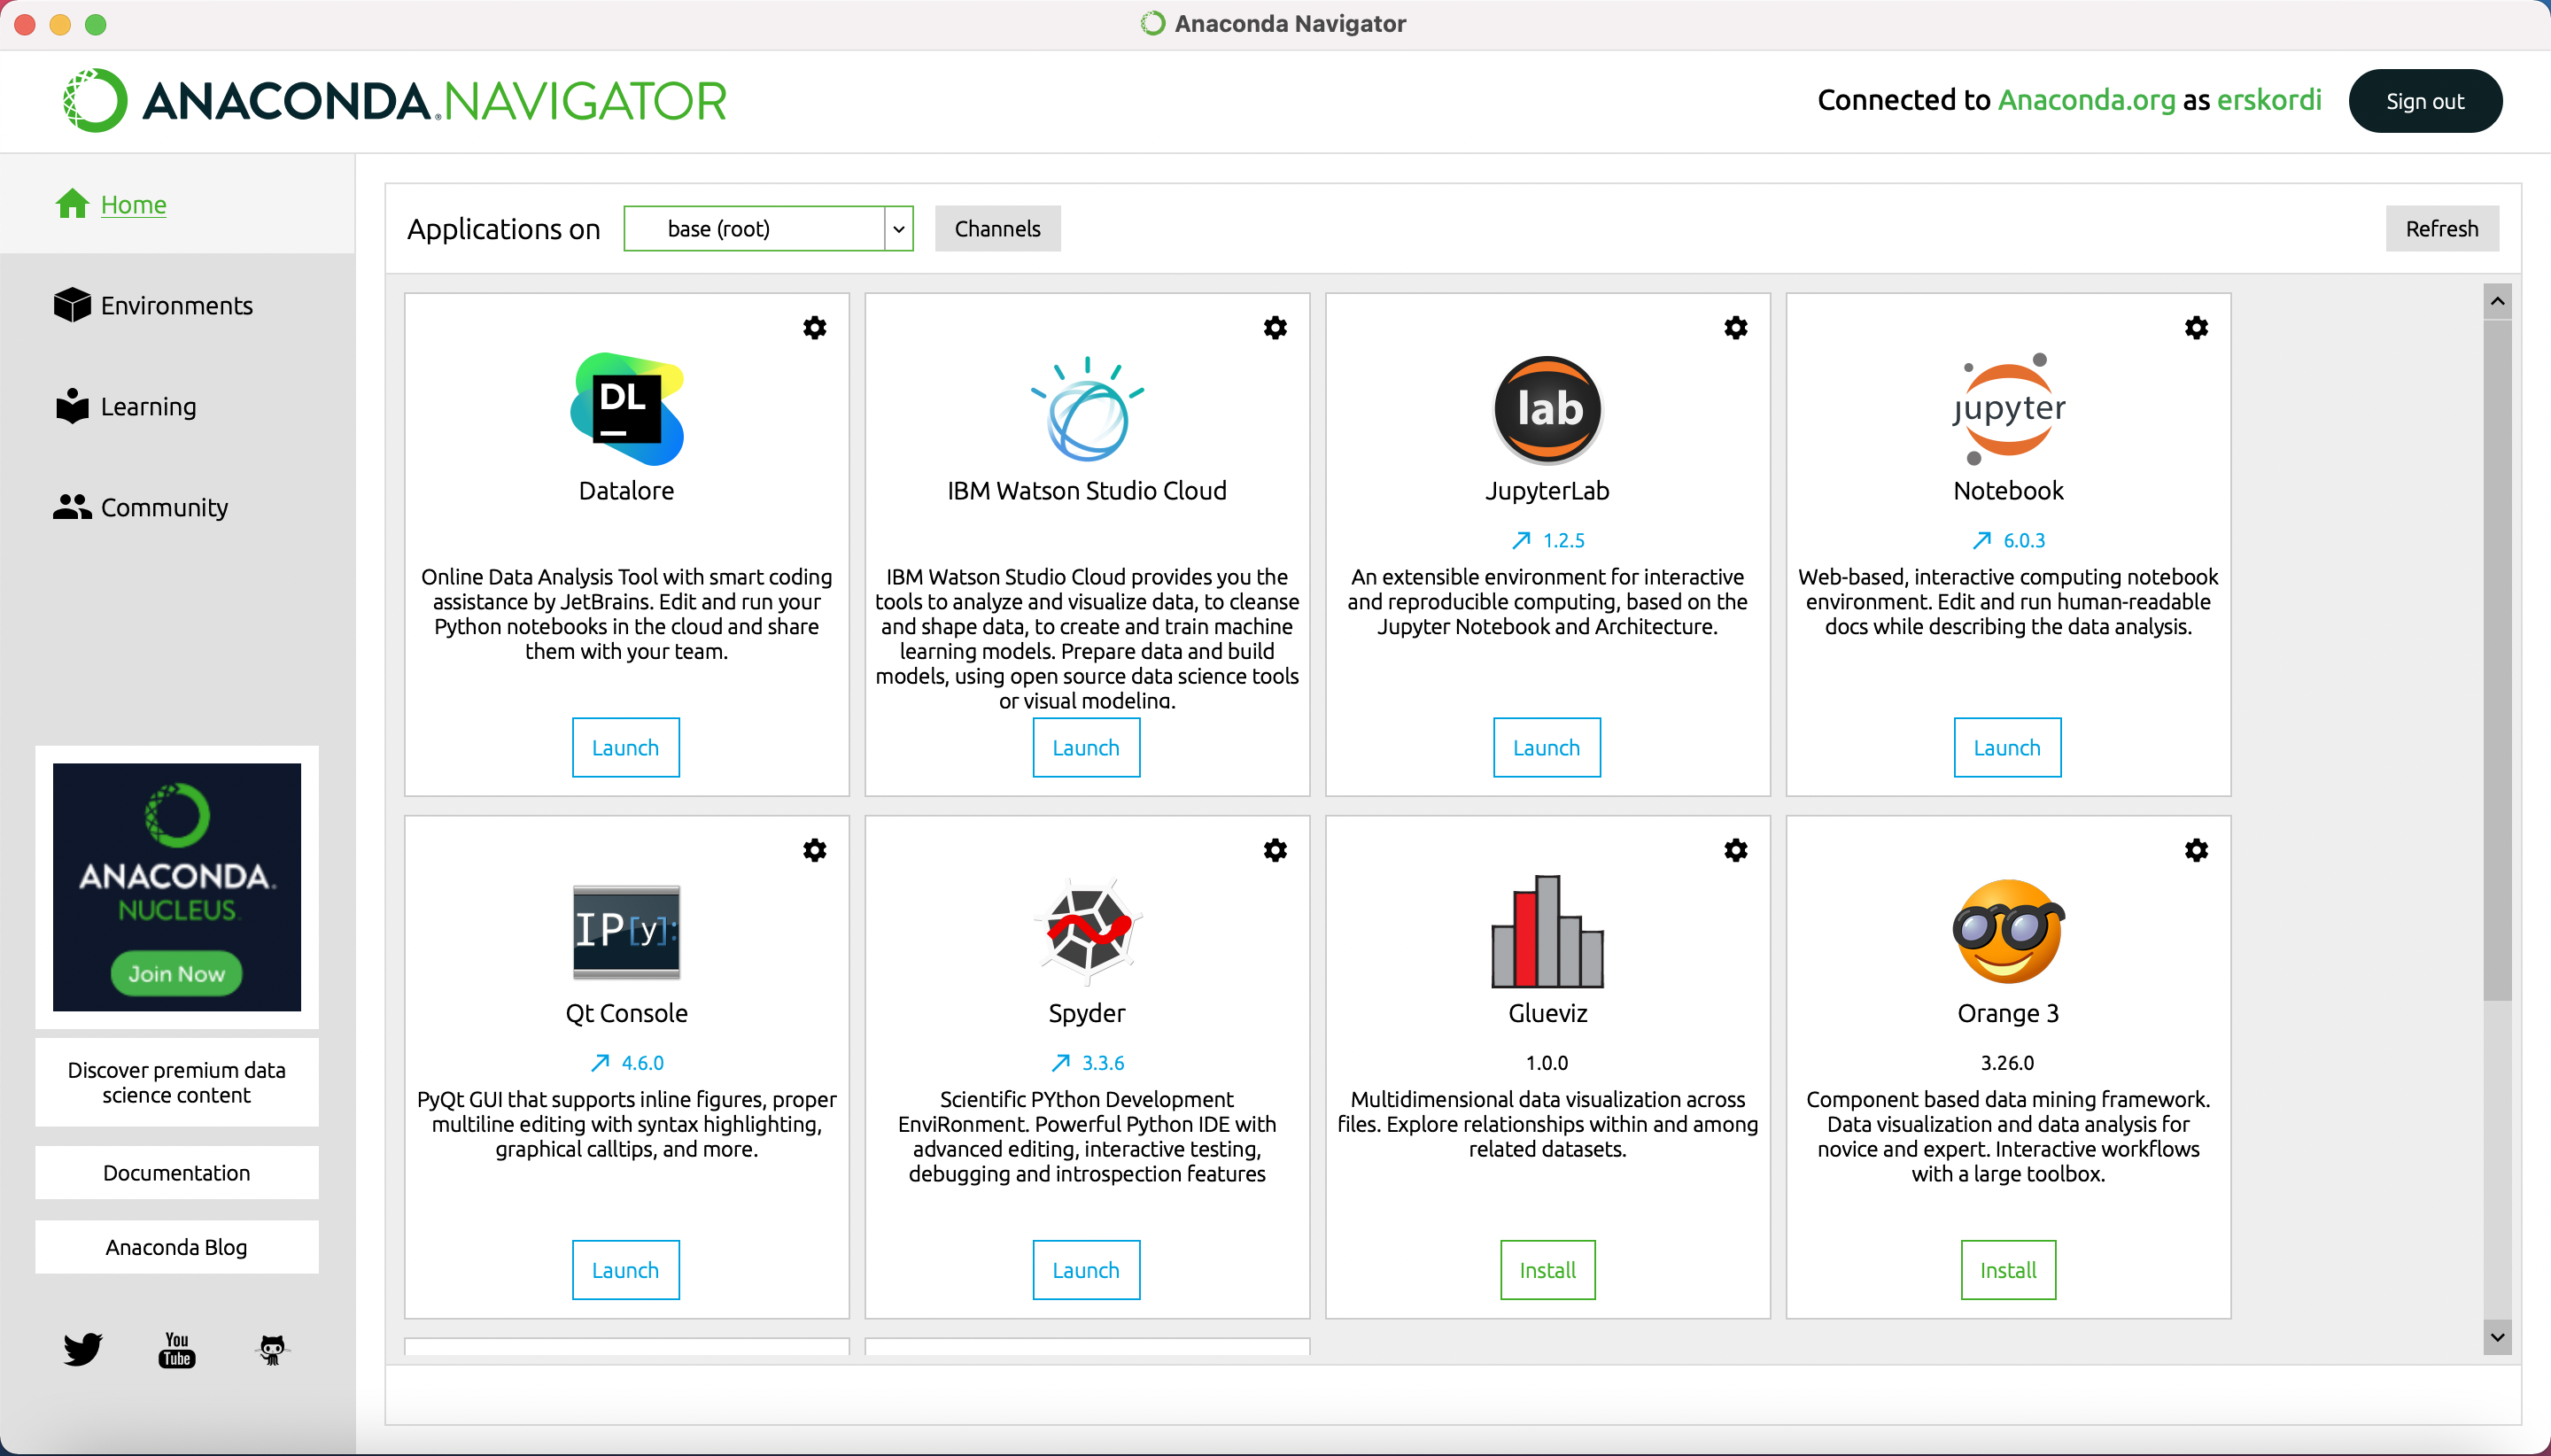 Anaconda Navigator
ANACONDA.NAVIGATOR
Connected to Anaconda.org as erskordi
Sign out
Home
Environments
Learning
Community
ANACONDA.
NUCLEUS
Join Now
Discover premium data
science content
Documentation
Anaconda Blog
You
Tube
Applications on
base (root)
Channels
Refresh
DL
Datalore
Online Data Analysis Tool with smart coding
assistance by JetBrains. Edit and run your
Python notebooks in the cloud and share
them with your team.
Launch
IBM Watson Studio Cloud
IBM Watson Studio Cloud provides you the
tools to analyze and visualize data, to cleanse
and shape data, to create and train machine
learning models. Prepare data and build
models, using open source data science tools
or visual modeling.
Launch
lab
JupyterLab
1.2.5
An extensible environment for interactive
and reproducible computing, based on the
Jupyter Notebook and Architecture.
Launch
jupyter
Notebook
6.0.3
Web-based, interactive computing notebook
environment. Edit and run human-readable
docs while describing the data analysis.
Launch
IP[y]:
Qt Console
4.6.0
PyQt GUI that supports inline figures, proper
multiline editing with syntax highlighting,
graphical calltips, and more.
Launch
Spyder
3.3.6
Scientific PYthon Development
EnviRonment. Powerful Python IDE with
advanced editing, interactive testing,
debugging and introspection features
Launch
Glueviz
1.0.0
Multidimensional data visualization across
files. Explore relationships within and among
related datasets.
Install
Orange 3
3.26.0
Component based data mining framework.
Data visualization and data analysis for
novice and expert. Interactive workflows
with a large toolbox.
Install